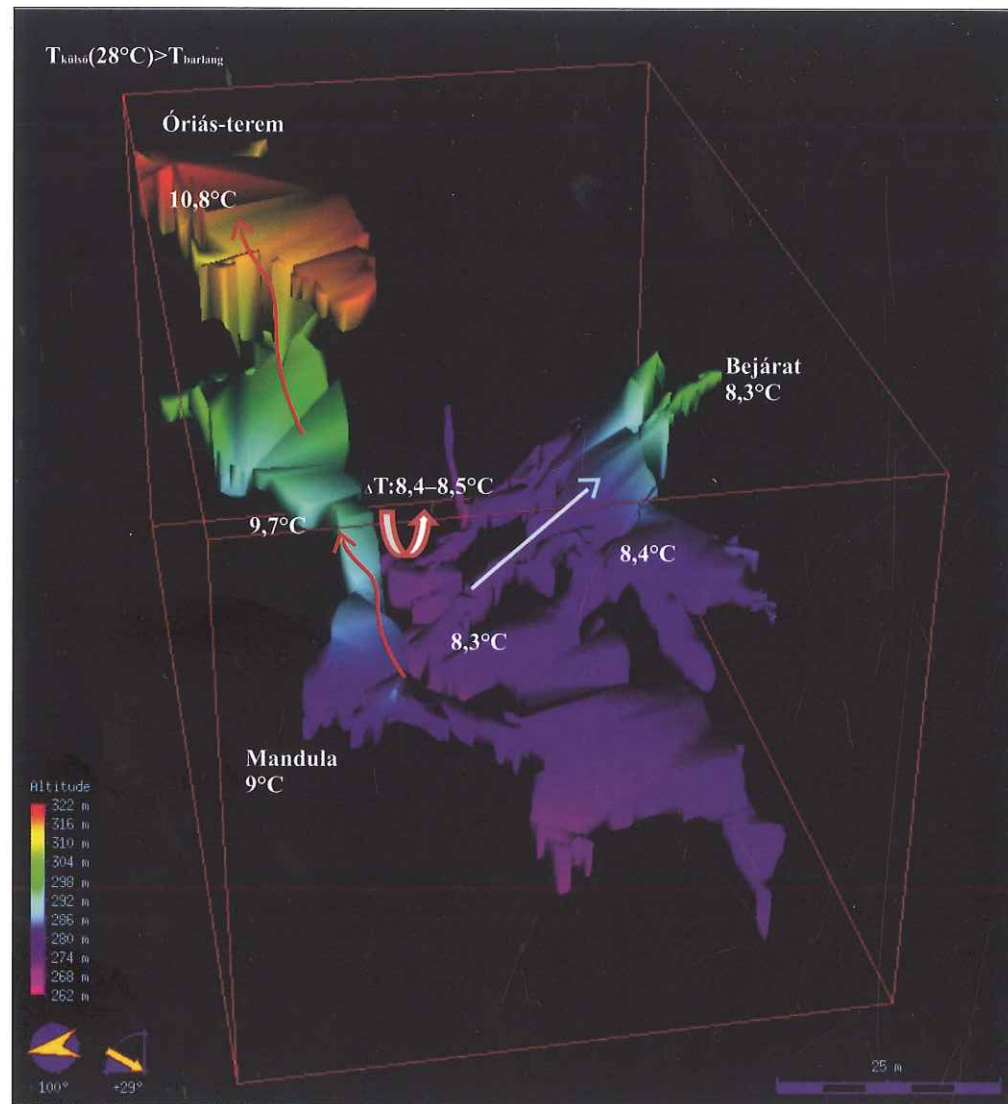 Tkülső(28°C)>Tbarlang
Óriás-terem
10,8°C
Bejárat
8,3°C
ΔT:8,4–8,5°C
9,7°C
8,4°C
8,3°C
Mandula
9°C
Altitude
322 m
316 m
310 m
304 m
298 m
292 m
286 m
280 m
274 m
268 m
262 m
100°
+29°
25 m